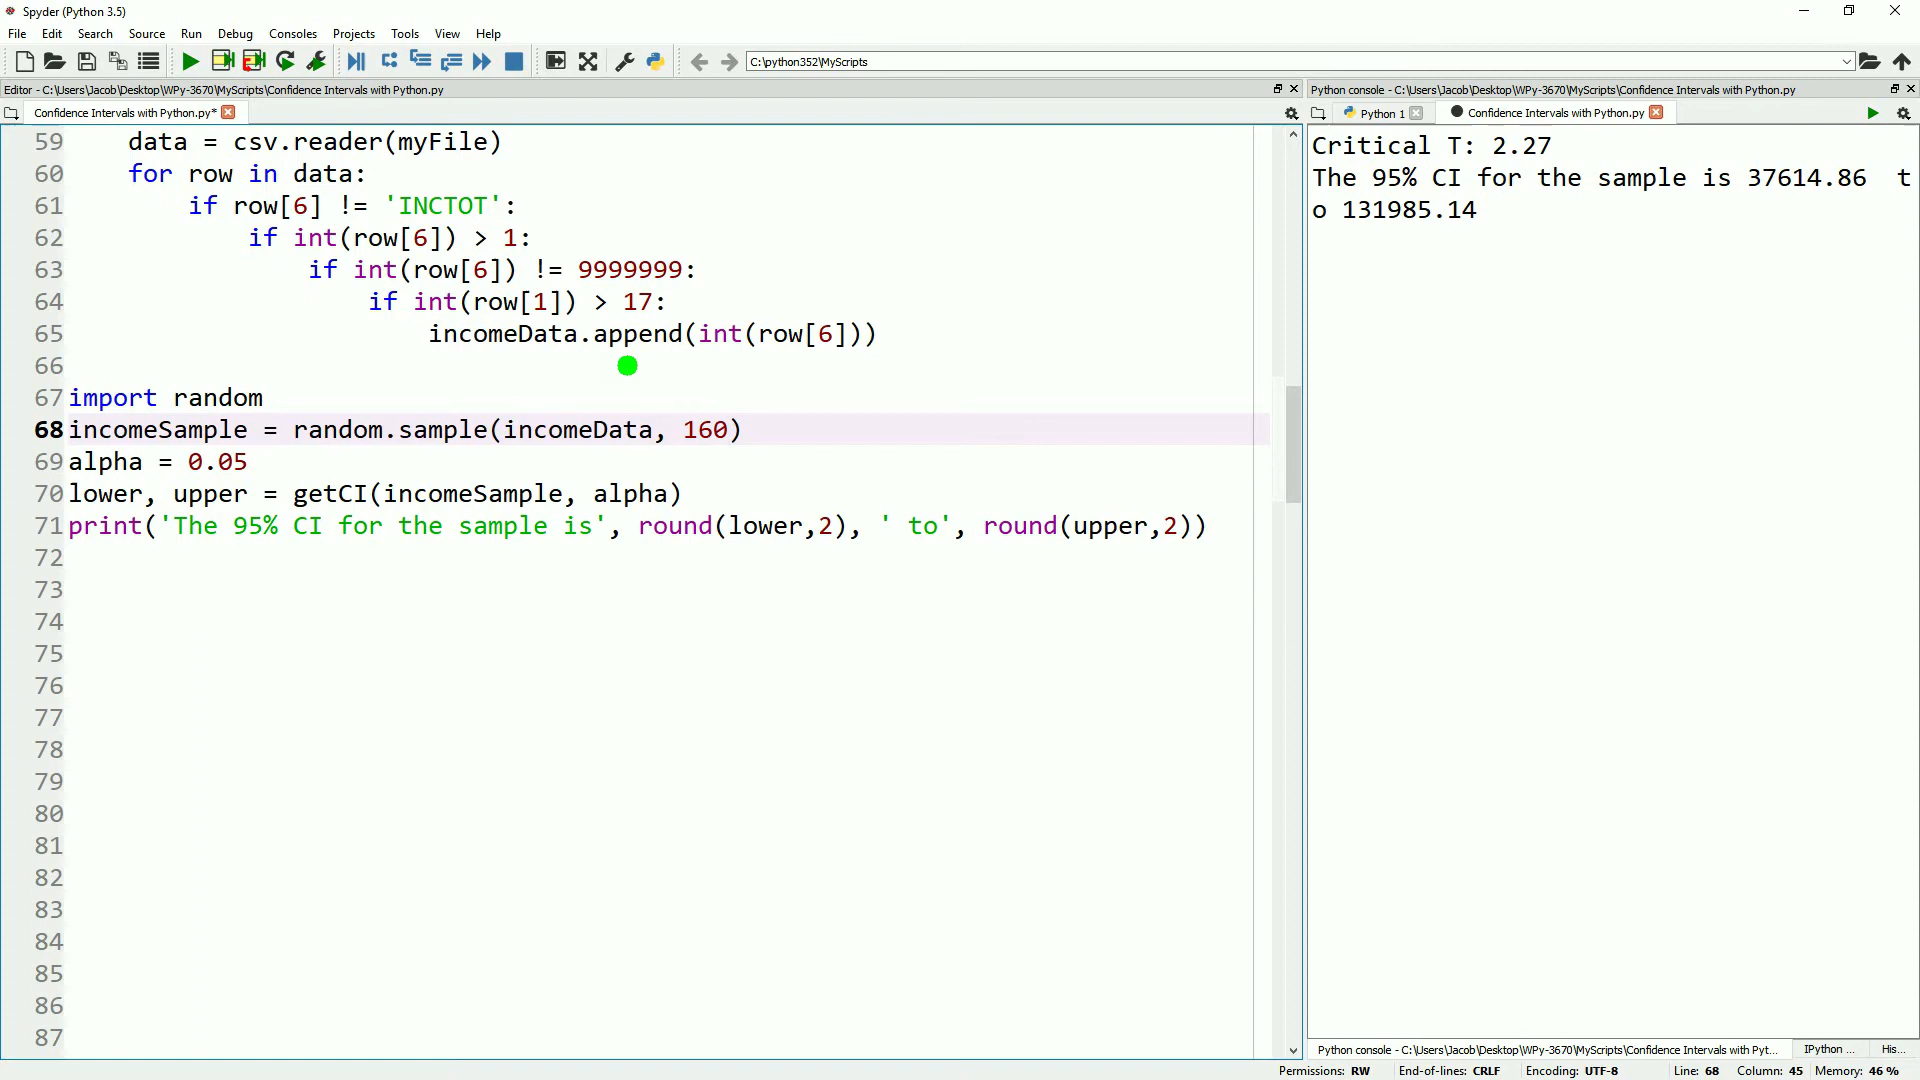 Spyder (Python 3.5)
File Edit Search Source Run Debug Consoles Projects Tools View Help
C:\python352\MyScripts
Editor - C:\Users\Jacob\Desktop\WPy-3670\MyScripts\Confidence Intervals with Python.py
Python console - C:\Users\Jacob\Desktop\WPy-3670\MyScripts\Confidence Intervals with Python.py
Confidence Intervals with Python.py*
Python 1 Confidence Intervals with Python.py
59 data = csv.reader(myFile)
60 for row in data:
61 if row[6] != 'INCTOT':
62 if int(row[6]) > 1:
63 if int(row[6]) != 9999999:
64 if int(row[1]) > 17:
65 incomeData.append(int(row[6]))
66
67 import random
68 incomeSample = random.sample(incomeData, 160)
69 alpha = 0.05
70 lower, upper = getCI(incomeSample, alpha)
71 print('The 95% CI for the sample is', round(lower,2), ' to', round(upper,2))
72
73
74
75
76
77
78
79
80
81
82
83
84
85
86
87
Critical T: 2.27
The 95% CI for the sample is 37614.86  t
o 131985.14
Python console - C:\Users\Jacob\Desktop\WPy-3670\MyScripts\Confidence Intervals with Pyt... IPython ... His...
Permissions: RW End-of-lines: CRLF Encoding: UTF-8 Line: 68 Column: 45 Memory: 46 %